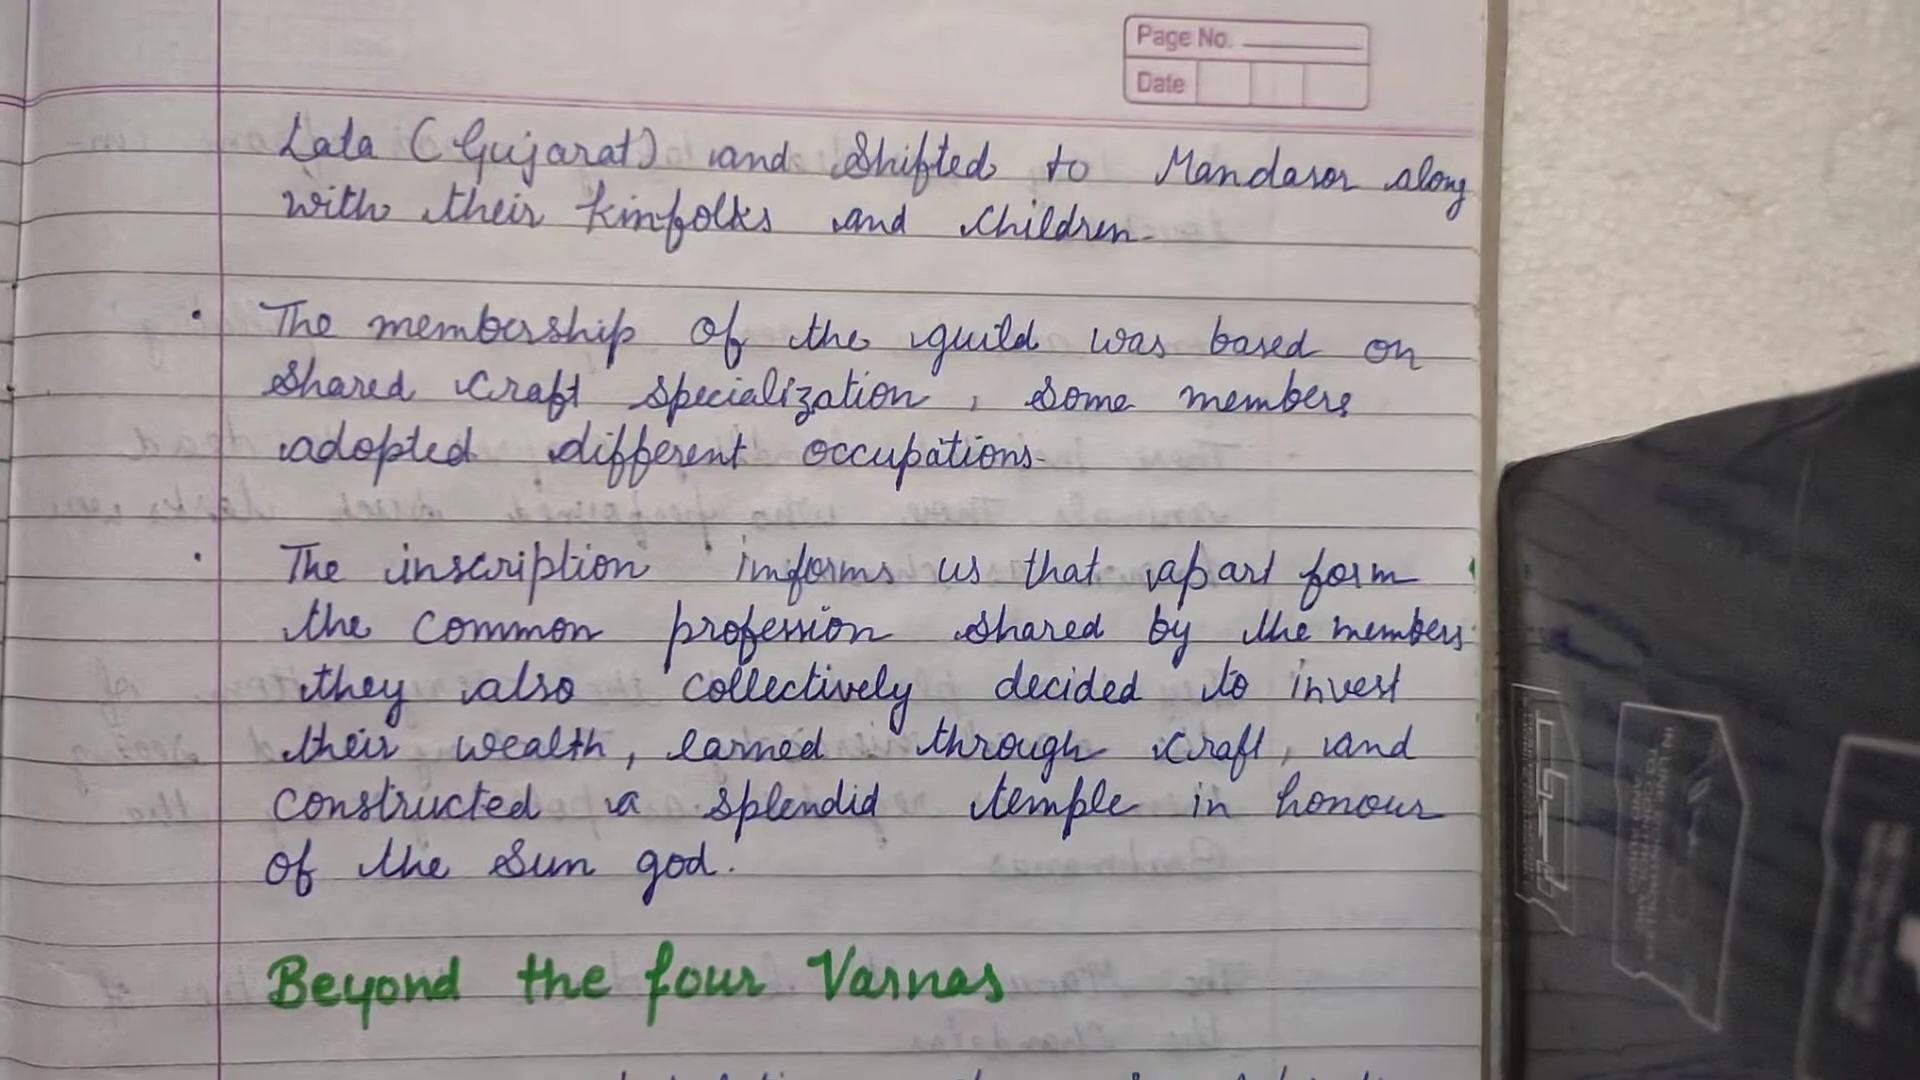 Page No.
Date
Lata (Gujarat) and shifted to Mandasor along
with their kinfolks and children.
· The membership of the guild was based on
shared craft specialization, some members
adopted different occupations.
· The inscription informs us that apart form
the common profession shared by the members
they also collectively decided to invest
their wealth, earned through craft, and
constructed a splendid temple in honour
of the Sun god.
Beyond the four Varnas